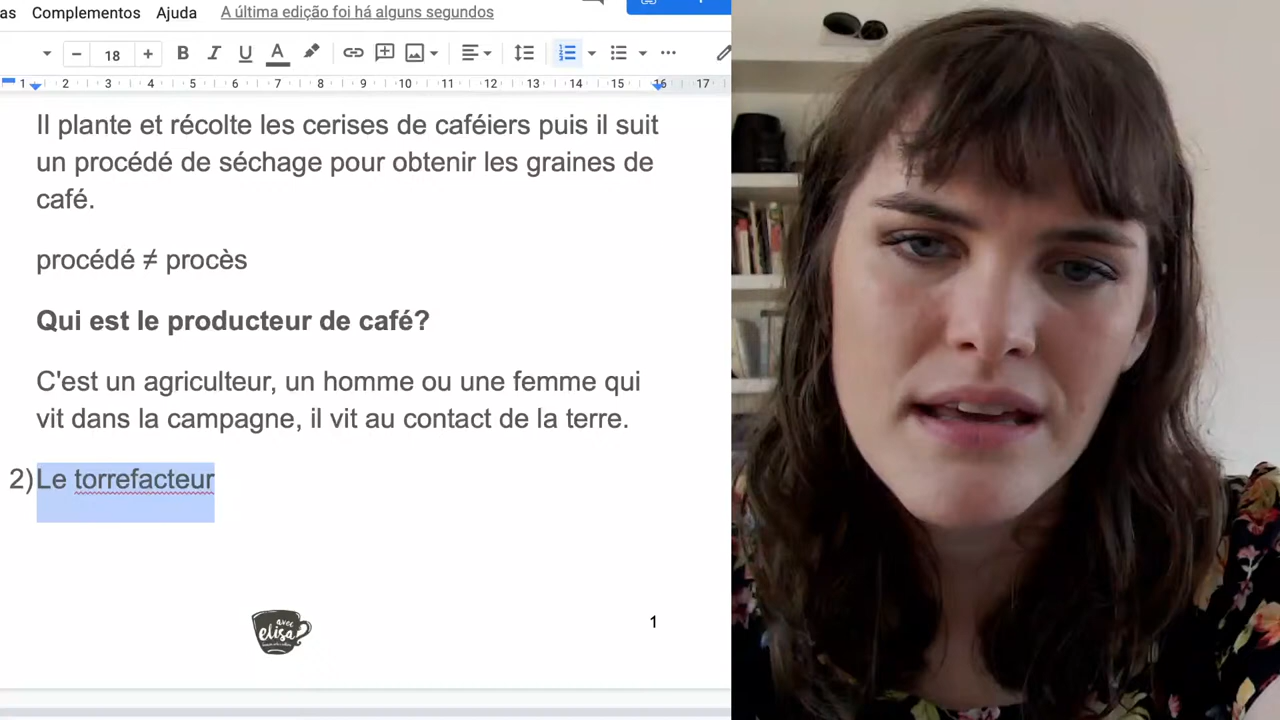 as Complementos Ajuda A última edição foi há alguns segundos
18 B I U A
1 2 3 4 5 6 7 8 9 10 11 12 13 14 15 16 17
Il plante et récolte les cerises de caféiers puis il suit
un procédé de séchage pour obtenir les graines de
café.
procédé ≠ procès
Qui est le producteur de café?
C'est un agriculteur, un homme ou une femme qui
vit dans la campagne, il vit au contact de la terre.
2) Le torrefacteur
avec
elisa
1